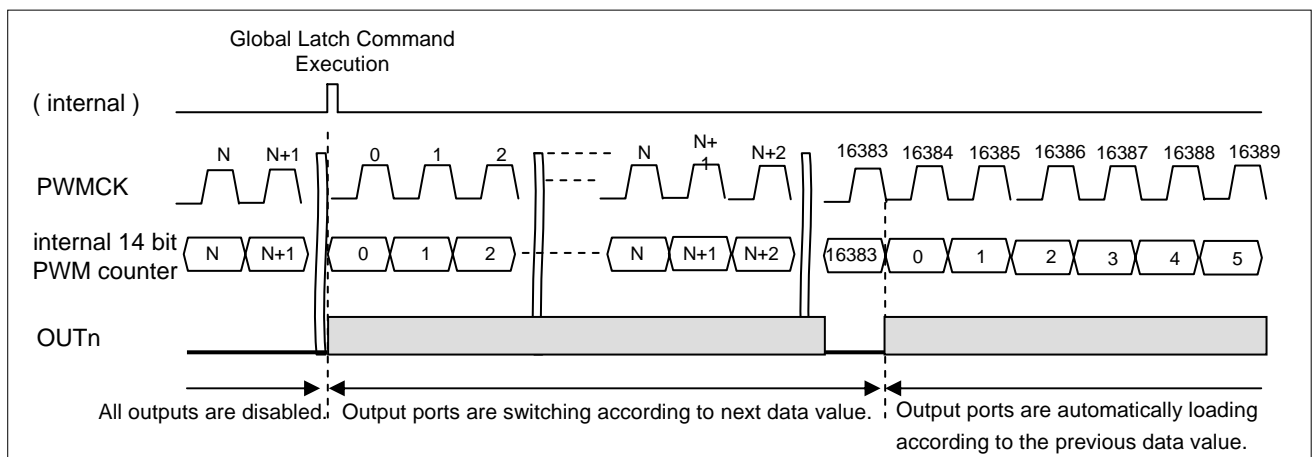 Global Latch Command
Execution
( internal )
N N+1 0 1 2 N N+1 N+2 16383 16384 16385 16386 16387 16388 16389
PWMCK
internal 14 bit
PWM counter
N N+1 0 1 2 N N+1 N+2 16383 0 1 2 3 4 5
OUTn
All outputs are disabled. Output ports are switching according to next data value. Output ports are automatically loading
according to the previous data value.